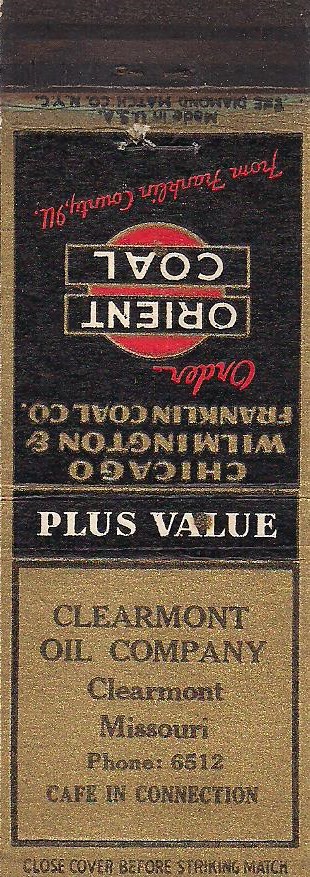 THE DIAMOND MATCH CO. N.Y.C.
Made in U.S.A.
CHICAGO
WILMINGTON &
FRANKLIN COAL CO.
Order...
ORIENT
COAL
From Franklin County, Ill.
PLUS VALUE
CLEARMONT
OIL COMPANY
Clearmont
Missouri
Phone: 6512
CAFE IN CONNECTION
CLOSE COVER BEFORE STRIKING MATCH